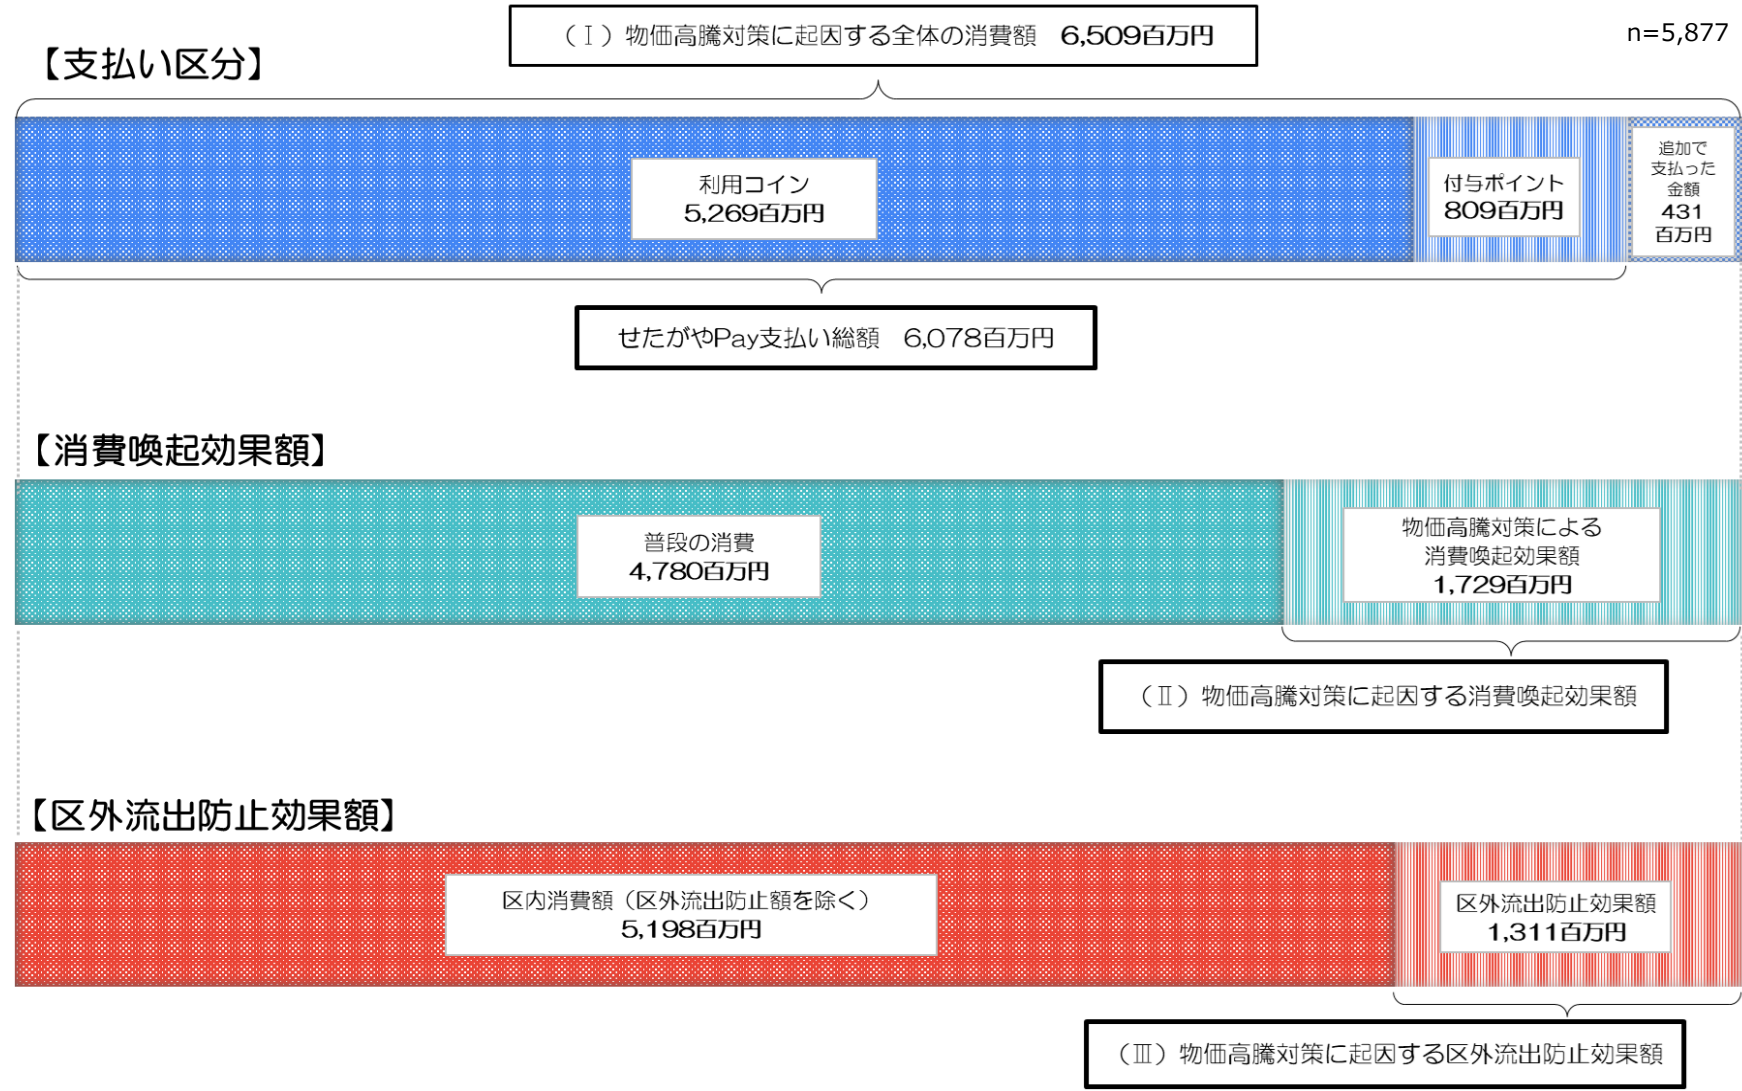 （Ⅰ）物価高騰対策に起因する全体の消費額　6,509百万円
n=5,877
【支払い区分】
利用コイン
5,269百万円
付与ポイント
809百万円
追加で
支払った
金額
431
百万円
せたがやPay支払い総額　6,078百万円
【消費喚起効果額】
普段の消費
4,780百万円
物価高騰対策による
消費喚起効果額
1,729百万円
（Ⅱ）物価高騰対策に起因する消費喚起効果額
【区外流出防止効果額】
区内消費額（区外流出防止額を除く）
5,198百万円
区外流出防止効果額
1,311百万円
（Ⅲ）物価高騰対策に起因する区外流出防止効果額